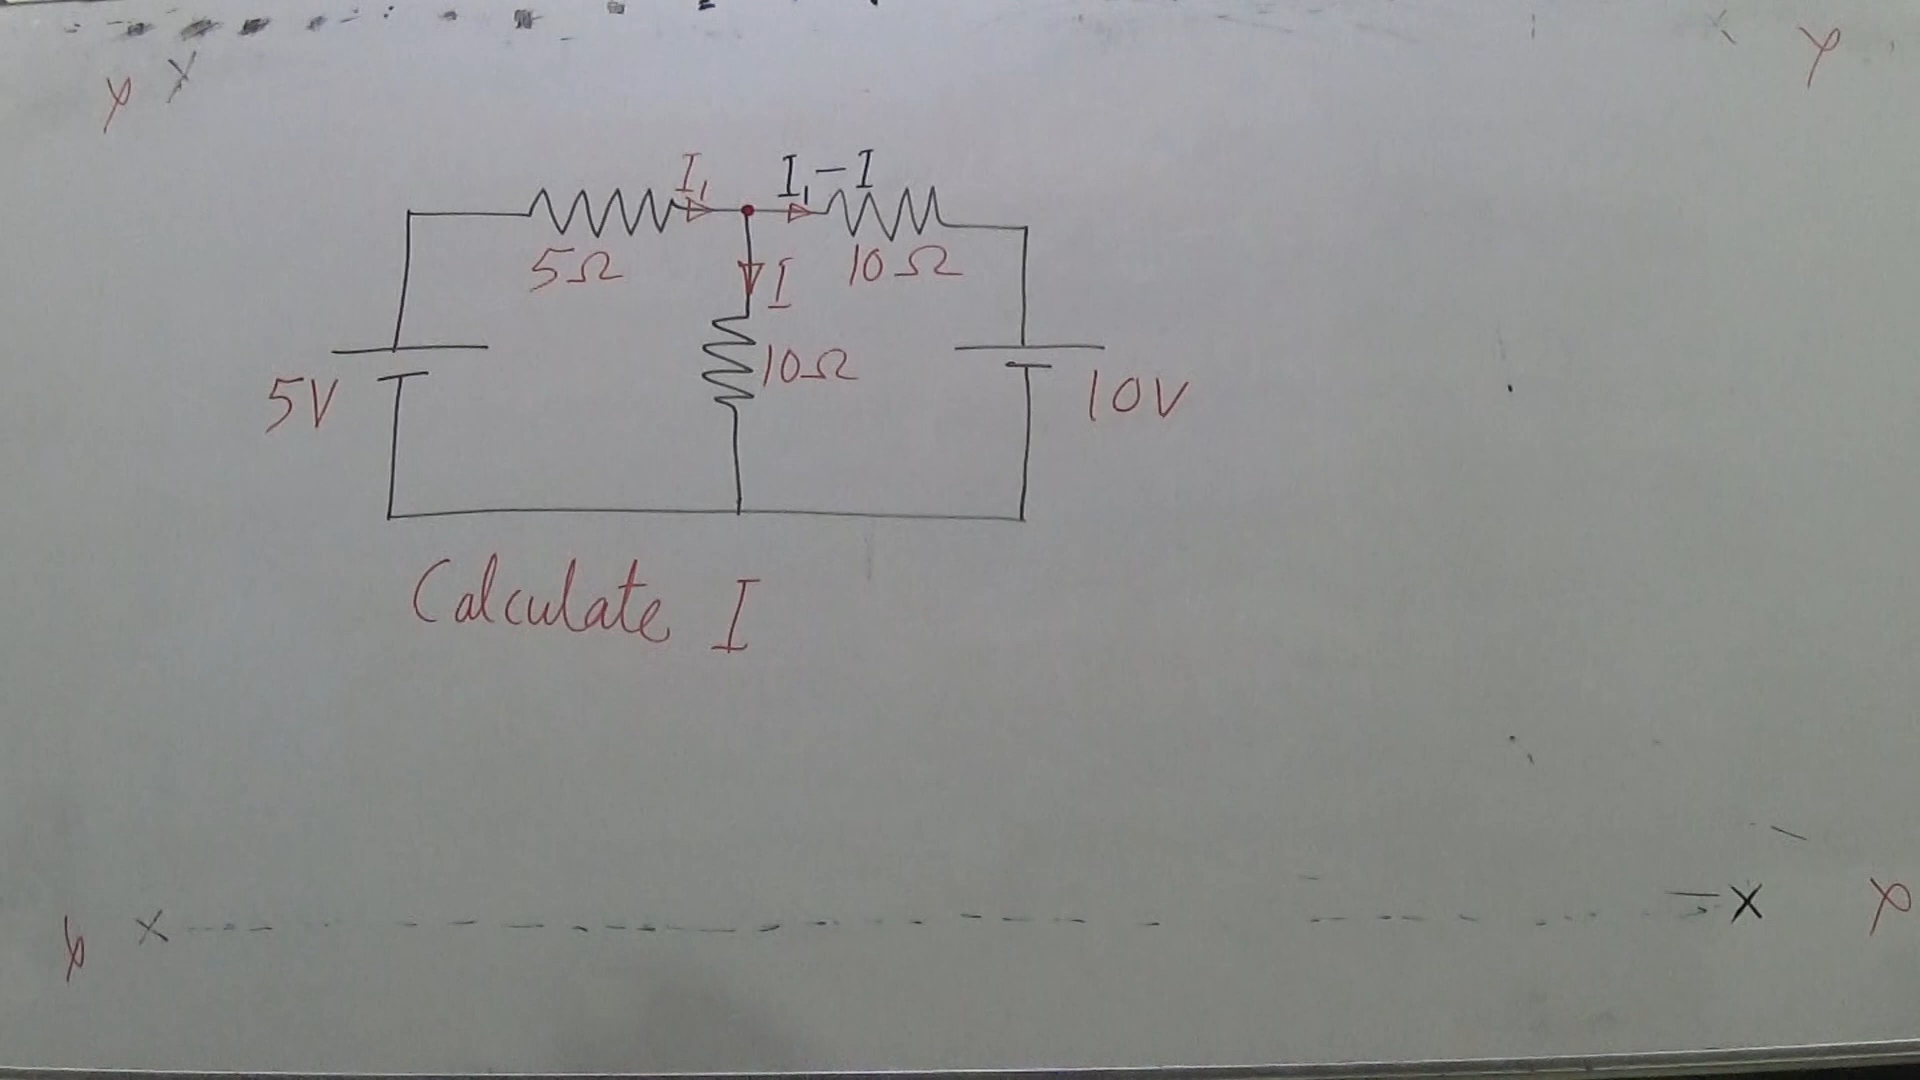 I₁ I₁-I
5Ω I 10Ω
10Ω
5V 10V
Calculate I